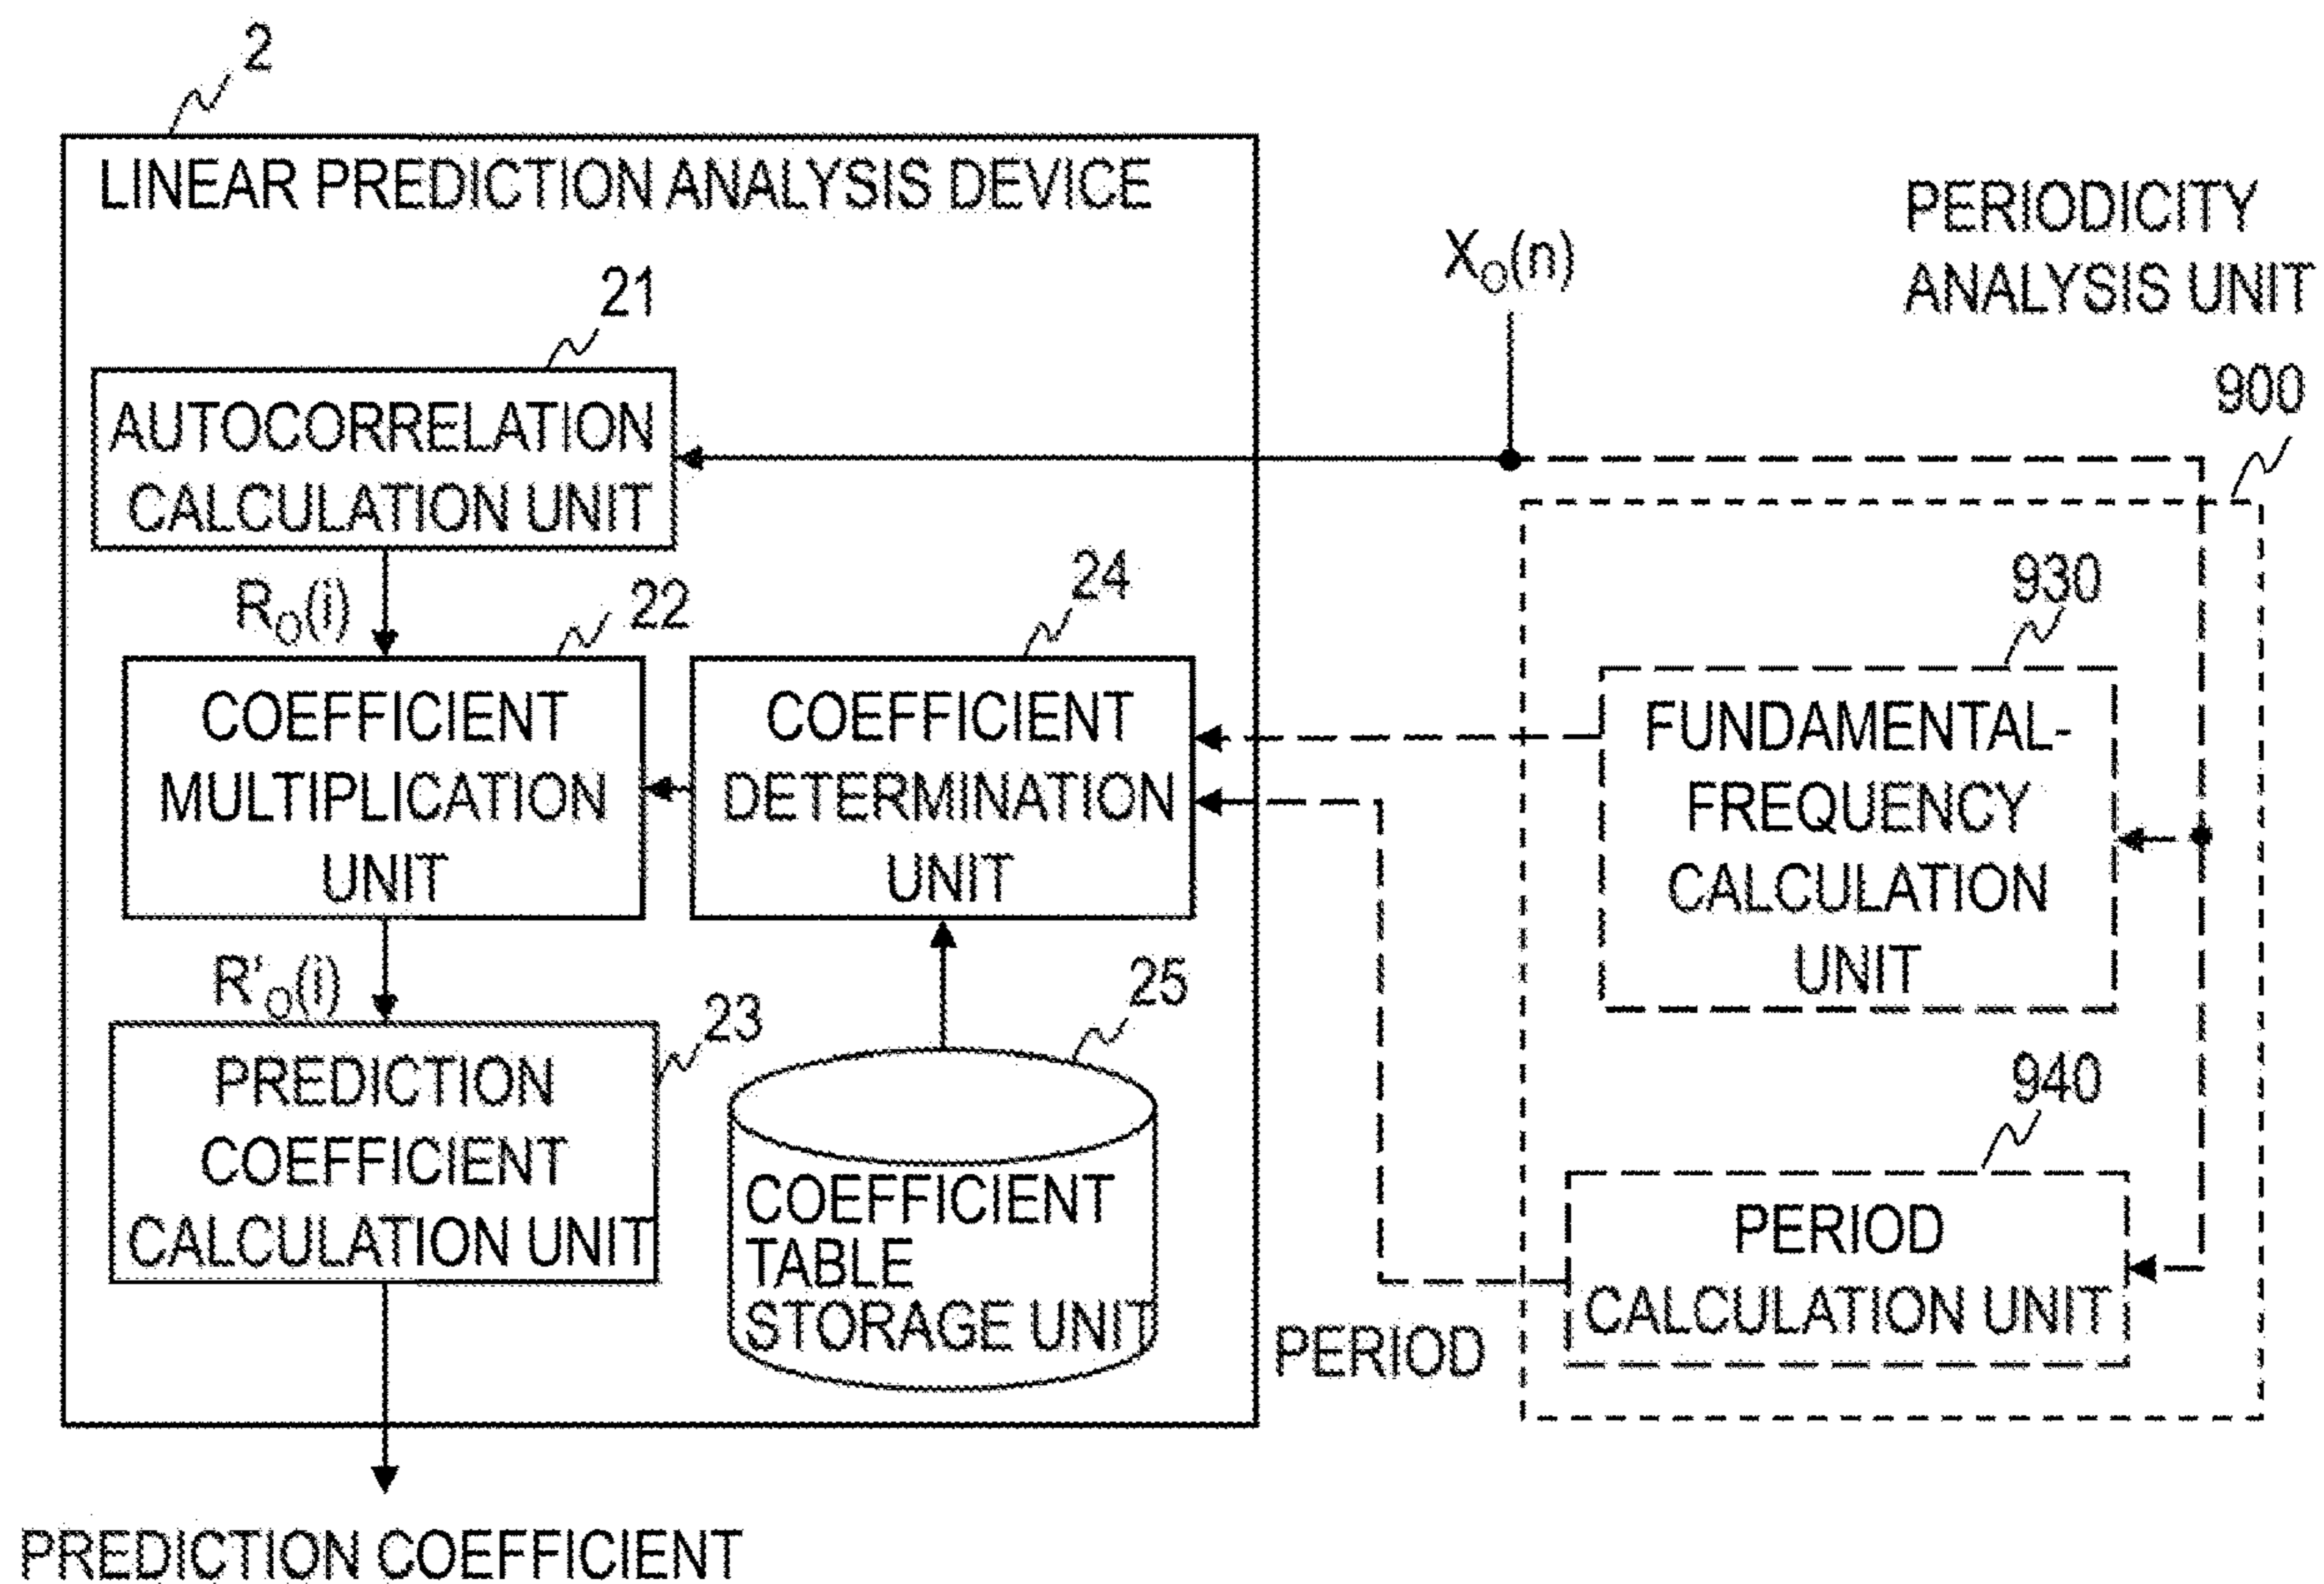 2
LINEAR PREDICTION ANALYSIS DEVICE
X_O(n)
PERIODICITY
ANALYSIS UNIT
900
21
AUTOCORRELATION
CALCULATION UNIT
R_O(i)
22
24
930
COEFFICIENT
MULTIPLICATION
UNIT
COEFFICIENT
DETERMINATION
UNIT
FUNDAMENTAL-
FREQUENCY
CALCULATION
UNIT
R'_O(i)
23
25
940
PREDICTION
COEFFICIENT
CALCULATION UNIT
COEFFICIENT
TABLE
STORAGE UNIT
PERIOD
PERIOD
CALCULATION UNIT
PREDICTION COEFFICIENT